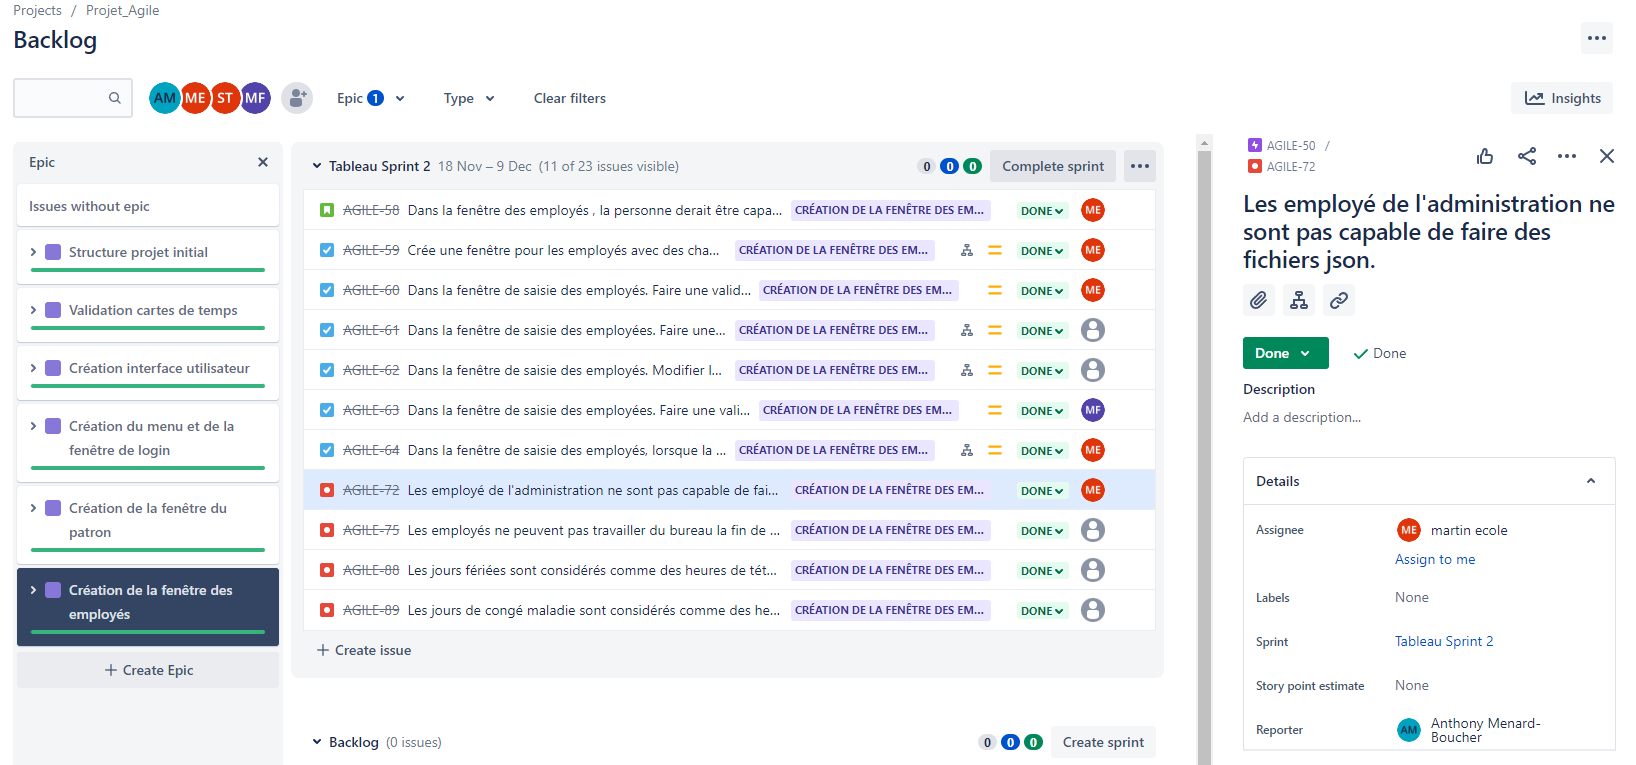 Projects / Projet_Agile
Backlog
AM ME ST MF
Epic 1
Type
Clear filters
Insights
Epic
Issues without epic
Structure projet initial
Validation cartes de temps
Création interface utilisateur
Création du menu et de la
fenêtre de login
Création de la fenêtre du
patron
Création de la fenêtre des
employés
+ Create Epic
Tableau Sprint 2 18 Nov – 9 Dec (11 of 23 issues visible) 0 0 0 Complete sprint
AGILE-58 Dans la fenêtre des employés , la personne derait être capa... CRÉATION DE LA FENÊTRE DES EM... DONE ME
AGILE-59 Crée une fenêtre pour les employés avec des cha... CRÉATION DE LA FENÊTRE DES EM... DONE ME
AGILE-60 Dans la fenêtre de saisie des employés. Faire une valid... CRÉATION DE LA FENÊTRE DES EM... DONE ME
AGILE-61 Dans la fenêtre de saisie des employées. Faire une... CRÉATION DE LA FENÊTRE DES EM... DONE
AGILE-62 Dans la fenêtre de saisie des employés. Modifier l... CRÉATION DE LA FENÊTRE DES EM... DONE
AGILE-63 Dans la fenêtre de saisie des employées. Faire une vali... CRÉATION DE LA FENÊTRE DES EM... DONE MF
AGILE-64 Dans la fenêtre de saisie des employés, lorsque la ... CRÉATION DE LA FENÊTRE DES EM... DONE ME
AGILE-72 Les employé de l'administration ne sont pas capable de fai... CRÉATION DE LA FENÊTRE DES EM... DONE ME
AGILE-75 Les employés ne peuvent pas travailler du bureau la fin de ... CRÉATION DE LA FENÊTRE DES EM... DONE
AGILE-88 Les jours fériées sont considérés comme des heures de tét... CRÉATION DE LA FENÊTRE DES EM... DONE
AGILE-89 Les jours de congé maladie sont considérés comme des he... CRÉATION DE LA FENÊTRE DES EM... DONE
+ Create issue
Backlog (0 issues) 0 0 0 Create sprint
AGILE-50 /
AGILE-72
Les employé de l'administration ne
sont pas capable de faire des
fichiers json.
Done
Done
Description
Add a description...
Details
Assignee ME martin ecole
Assign to me
Labels None
Sprint Tableau Sprint 2
Story point estimate None
Reporter AM Anthony Menard-
Boucher